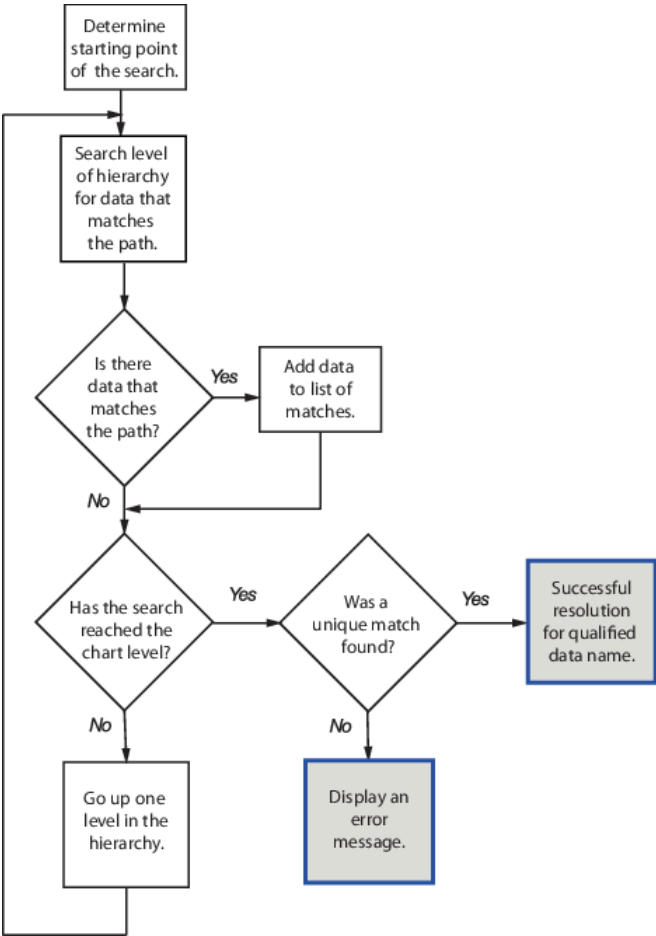 Determine
starting point
of the search.
Search level
of hierarchy
for data that
matches
the path.
Is there
data that
matches
the path?
Yes
Add data
to list of
matches.
No
Has the search
reached the
chart level?
Yes
Was a
unique match
found?
Yes
Successful
resolution
for qualified
data name.
No
Go up one
level in the
hierarchy.
No
Display an
error
message.